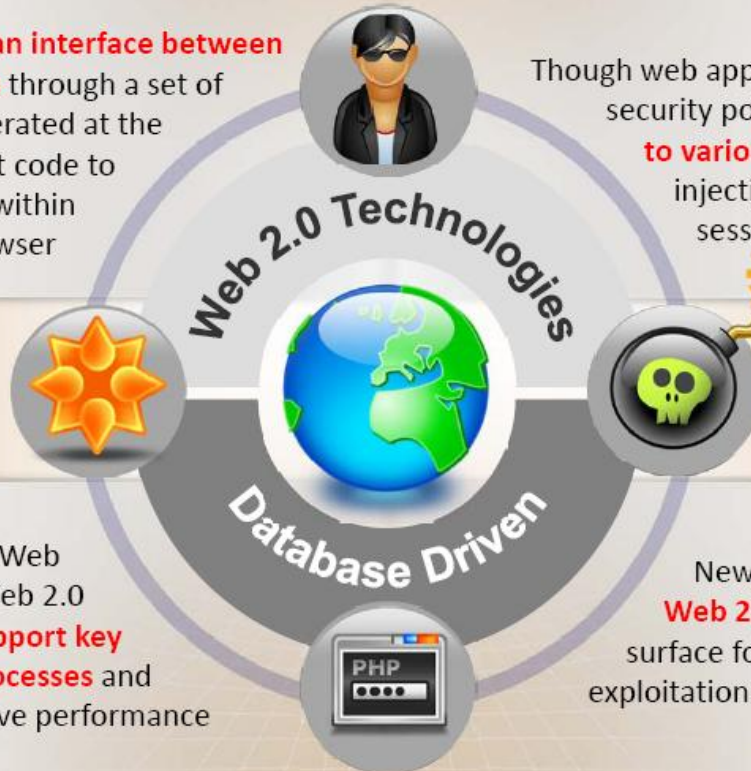 an interface between
through a set of
erated at the
t code to
within
wser
Though web app
security po
to vario
injecti
sess
Web 2.0 Technologies
Database Driven
Web
eb 2.0
pport key
ocesses and
ve performance
PHP
New
Web 2
surface fo
exploitation